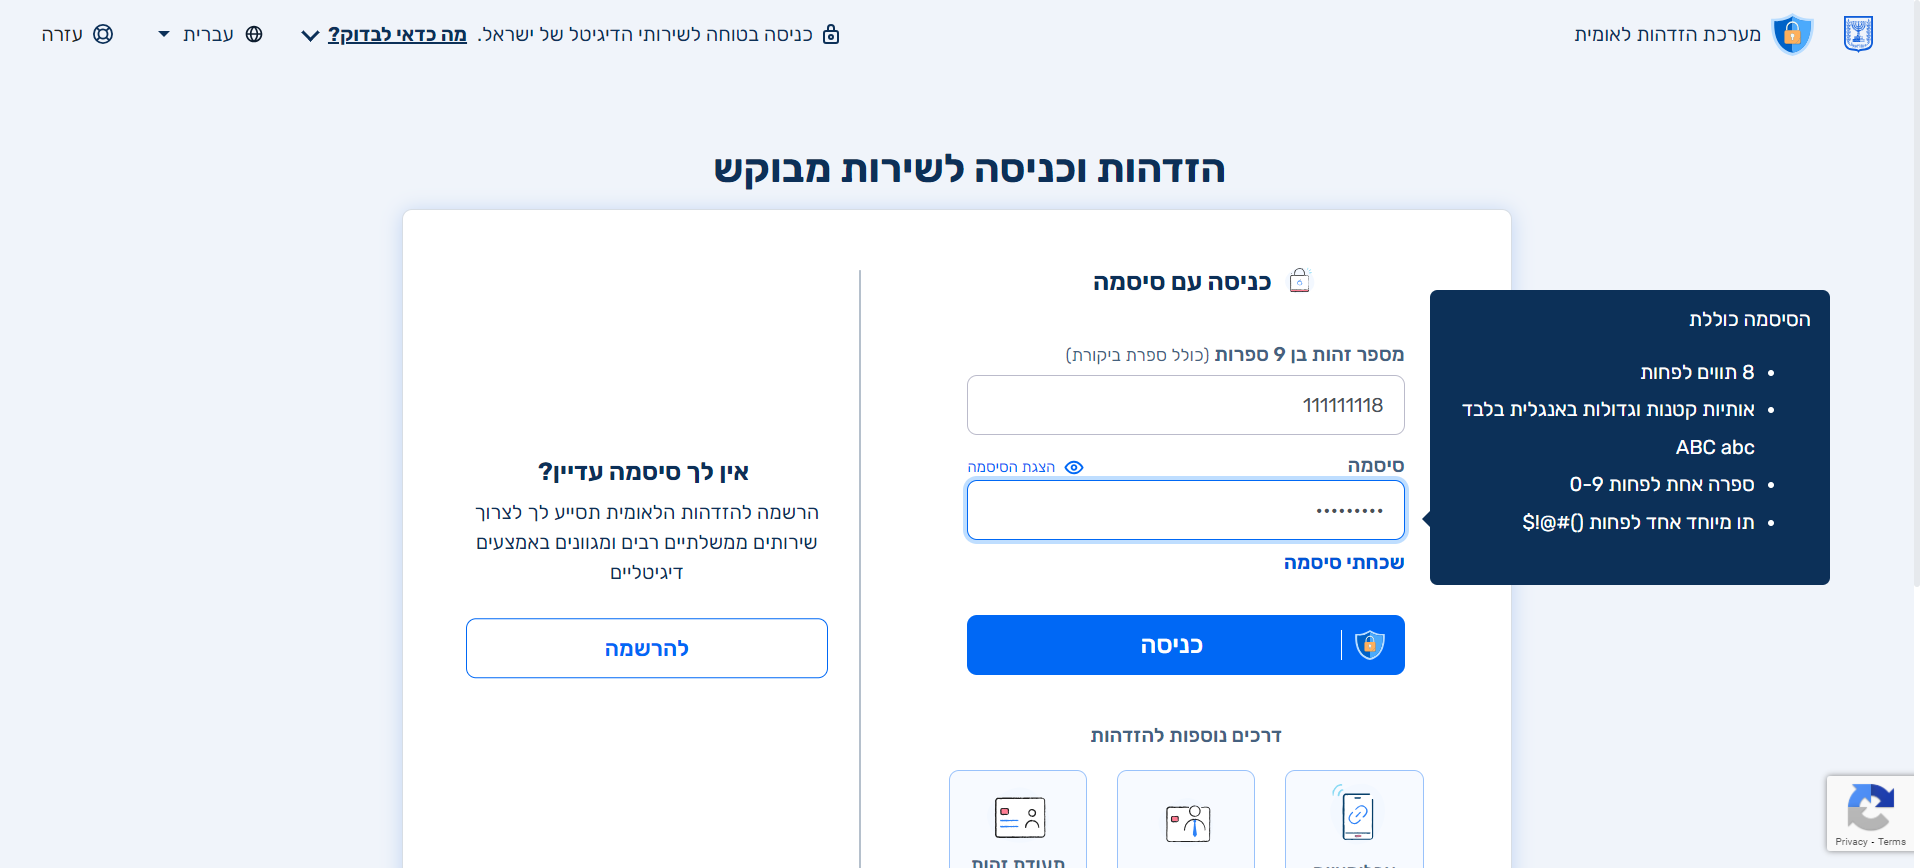 מערכת הזדהות לאומית
כניסה בטוחה לשירותי הדיגיטל של ישראל. מה כדאי לבדוק?
עברית
עזרה
הזדהות וכניסה לשירות מבוקש
כניסה עם סיסמה
מספר זהות בן 9 ספרות (כולל ספרת ביקורת)
111111118
סיסמה
הצגת הסיסמה
•••••••••
שכחתי סיסמה
כניסה
הסיסמה כוללת
• 8 תווים לפחות
• אותיות קטנות וגדולות באנגלית בלבד
ABC abc
• ספרה אחת לפחות 0-9
• תו מיוחד אחד לפחות ()#@!$
אין לך סיסמה עדיין?
הרשמה להזדהות הלאומית תסייע לך לצרוך
שירותים ממשלתיים רבים ומגוונים באמצעים
דיגיטליים
להרשמה
דרכים נוספות להזדהות
תעודת זהות
Privacy - Terms